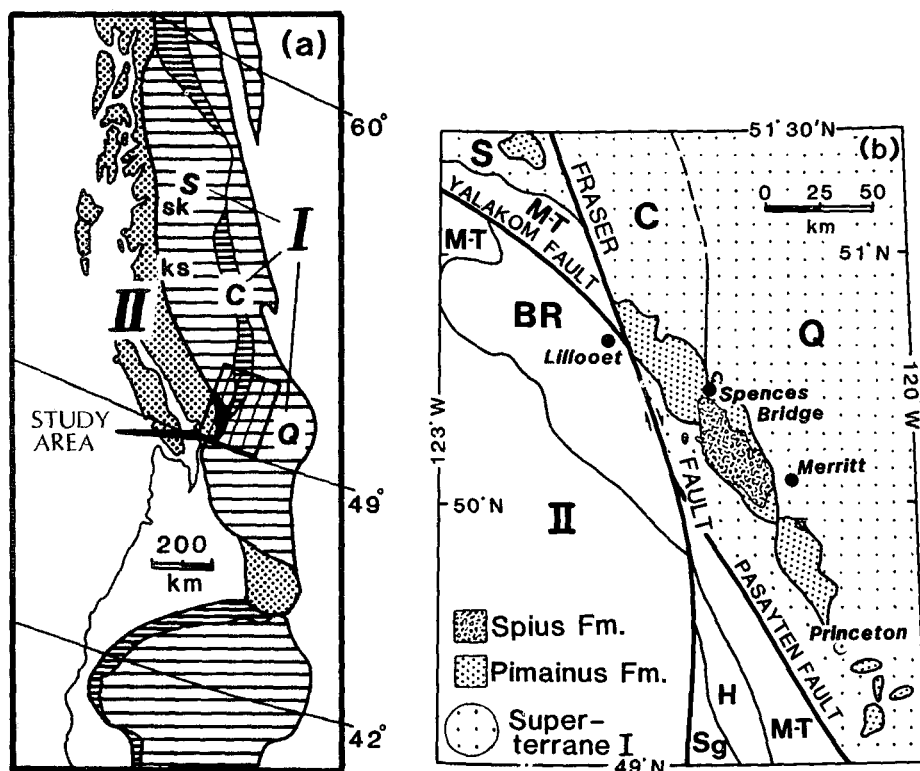 (a)
60°
S
sk
I
ks
C
II
STUDY
AREA
Q
49°
200
km
42°
51° 30'N
(b)
S
FRASER
C
0 25 50
km
M-T
YALAKOM FAULT
M-T
51° N
BR
Q
Lillooet
120° W
Spences
Bridge
123° W
Merritt
FAULT
50° N
II
PASAYTEN FAULT
Spius Fm.
Princeton
Pimainus Fm.
H
Super-
terrane I
M-T
Sg
49° N